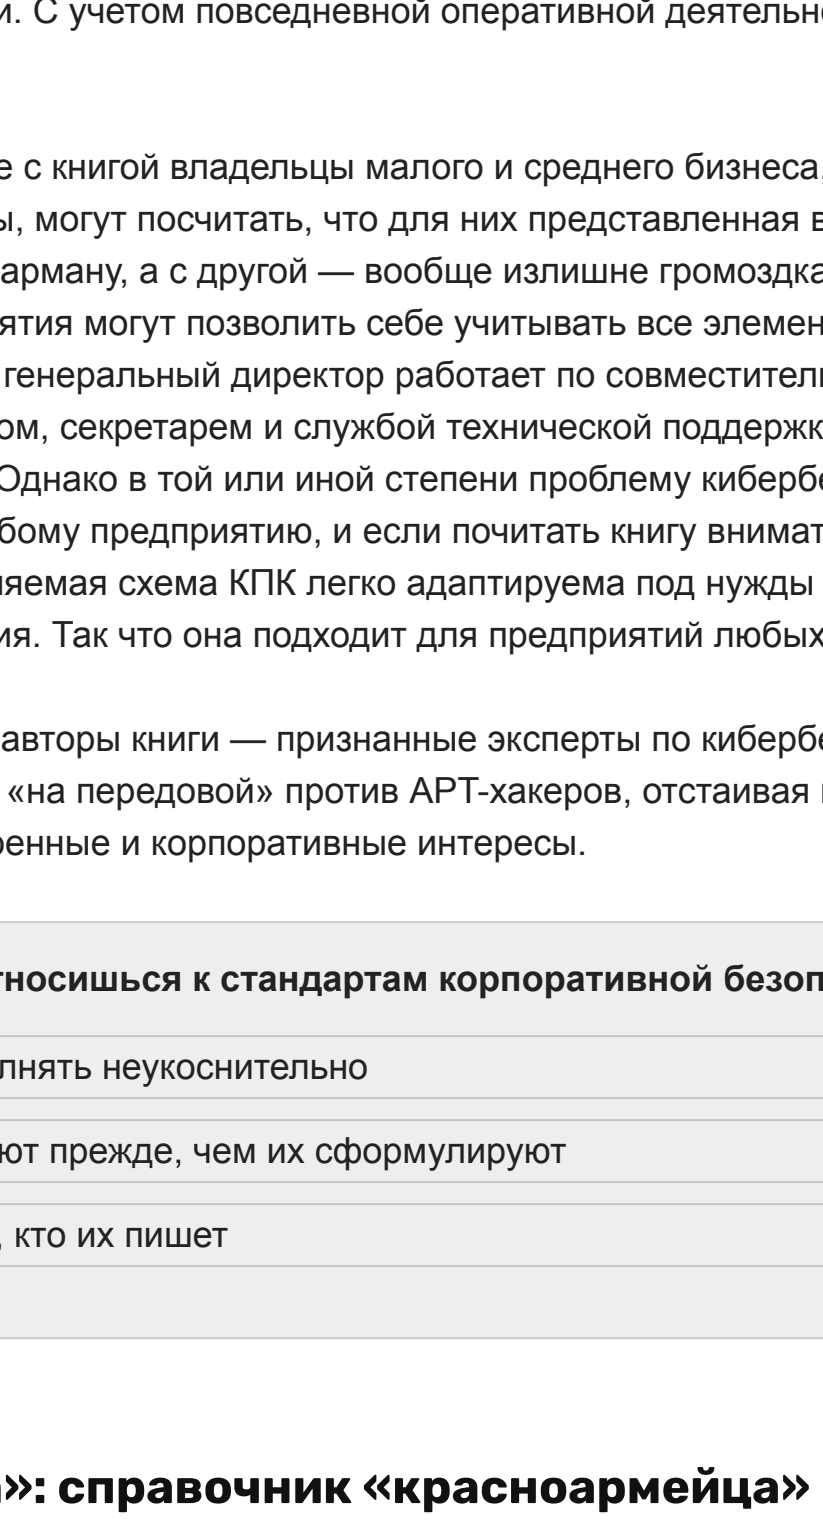 и. С учетом повседневной оперативной деятельно
е с книгой владельцы малого и среднего бизнеса,
ы, могут посчитать, что для них представленная в
арману, а с другой — вообще излишне громоздка
ятия могут позволить себе учитывать все элемен
генеральный директор работает по совместител
ом, секретарем и службой технической поддержк
Однако в той или иной степени проблему кибербе
бому предприятию, и если почитать книгу внимат
яемая схема КПК легко адаптируема под нужды
ия. Так что она подходит для предприятий любых
авторы книги — признанные эксперты по кибербе
«на передовой» против APT-хакеров, отстаивая
енные и корпоративные интересы.
тносишься к стандартам корпоративной безоп
лнять неукоснительно
ют прежде, чем их сформулируют
, кто их пишет
»: справочник «красноармейца»